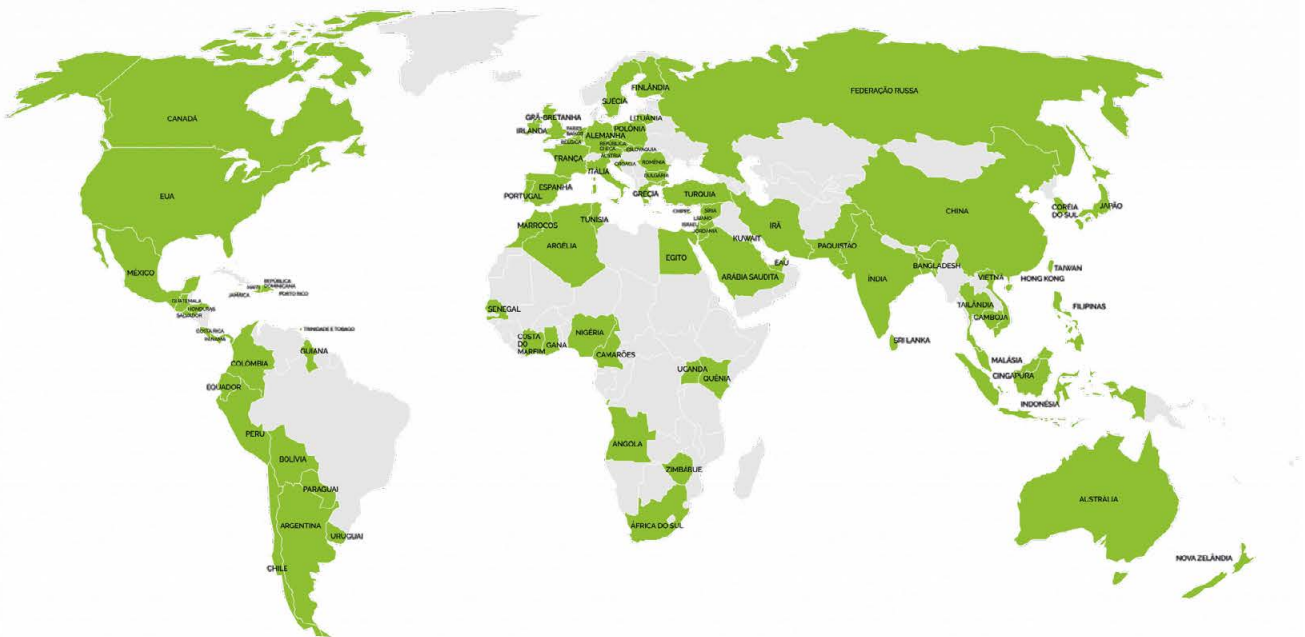 CANADÁ
EUA
MÉXICO
GUATEMALA
HONDURAS
SALVADOR
COSTA RICA
PANAMÁ
JAMAICA
HAITI
REPÚBLICA
DOMINICANA
PORTO RICO
TRINIDADE E TOBAGO
GUIANA
COLÔMBIA
EQUADOR
PERU
BOLÍVIA
PARAGUAI
ARGENTINA
URUGUAI
CHILE
FINLÂNDIA
SUÉCIA
GRÃ-BRETANHA
IRLANDA
LITUÂNIA
POLÔNIA
PAÍSES
BAIXOS
ALEMANHA
BÉLGICA
REPÚBLICA
CHECA
ESLOVÁQUIA
ÁUSTRIA
FRANÇA
CROÁCIA
ROMÊNIA
ITÁLIA
BULGÁRIA
ESPANHA
PORTUGAL
GRÉCIA
TURQUIA
CHIPRE
SÍRIA
LÍBANO
ISRAEL
JORDÂNIA
MARROCOS
TUNISIA
ARGÉLIA
EGITO
KUWAIT
IRÃ
EAU
ARÁBIA SAUDITA
SENEGAL
COSTA
DO
MARFIM
GANA
NIGÉRIA
CAMARÕES
UGANDA
QUÊNIA
ANGOLA
ZIMBÁBUE
ÁFRICA DO SUL
FEDERAÇÃO RUSSA
CHINA
CORÉIA
DO SUL
JAPÃO
PAQUISTÃO
ÍNDIA
BANGLADESH
VIETNÃ
TAIWAN
HONG KONG
TAILÂNDIA
CAMBOJA
FILIPINAS
SRI LANKA
MALÁSIA
CINGAPURA
INDONÉSIA
AUSTRÁLIA
NOVA ZELÂNDIA